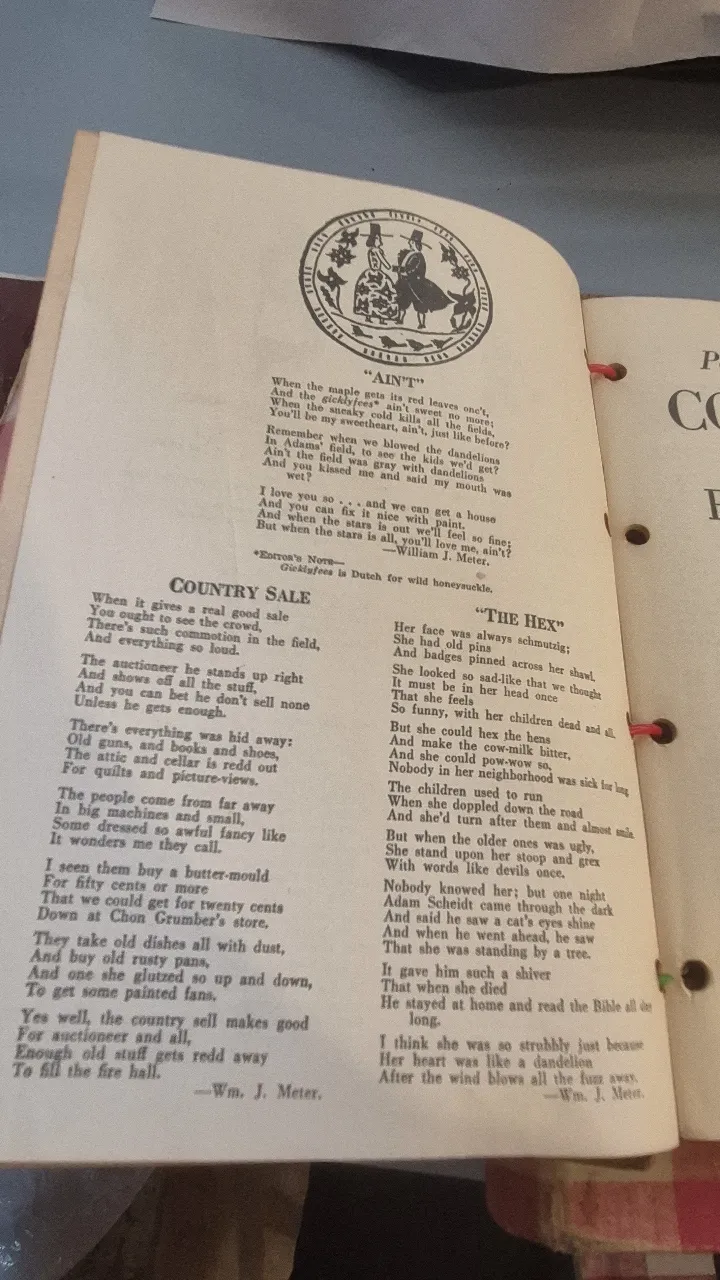 "AIN'T"
When the maple gets its red leaves onc't,
And the gicklyfees* ain't sweet no more;
When the sneaky cold kills all the fields,
You'll be my sweetheart, ain't, just like before?
Remember when we blowed the dandelions
In Adams' field, to see the kids we'd get?
Ain't the field was gray with dandelions
And you kissed me and said my mouth was
wet?
I love you so . . . and we can get a house
And you can fix it nice with paint.
And when the stars is out we'll feel so fine;
But when the stars is all, you'll love me, ain't?
—William J. Meter.
*Editor's Note—
Gicklyfees is Dutch for wild honeysuckle.
COUNTRY SALE
When it gives a real good sale
You ought to see the crowd,
There's such commotion in the field,
And everything so loud.
The auctioneer he stands up right
And shows off all the stuff,
And you can bet he don't sell none
Unless he gets enough.
There's everything was hid away:
Old guns, and books and shoes,
The attic and cellar is redd out
For quilts and picture-views.
The people come from far away
In big machines and small,
Some dressed so awful fancy like
It wonders me they call.
I seen them buy a butter-mould
For fifty cents or more
That we could get for twenty cents
Down at Chon Grumber's store.
They take old dishes all with dust,
And buy old rusty pans,
And one she glutzed so up and down,
To get some painted fans.
Yes well, the country sell makes good
For auctioneer and all,
Enough old stuff gets redd away
To fill the fire hall.
—Wm. J. Meter.
"THE HEX"
Her face was always schmutzig;
She had old pins
And badges pinned across her shawl.
She looked so sad-like that we thought
It must be in her head once
That she feels
So funny, with her children dead and all.
But she could hex the hens
And make the cow-milk bitter,
And she could pow-wow so,
Nobody in her neighborhood was sick for long
The children used to run
When she doppled down the road
And she'd turn after them and almost smile.
But when the older ones was ugly,
She stand upon her stoop and grex
With words like devils once.
Nobody knowed her; but one night
Adam Scheidt came through the dark
And said he saw a cat's eyes shine
And when he went ahead, he saw
That she was standing by a tree.
It gave him such a shiver
That when she died
He stayed at home and read the Bible all day
long.
I think she was so strubbly just because
Her heart was like a dandelion
After the wind blows all the fuzz away.
—Wm. J. Meter.